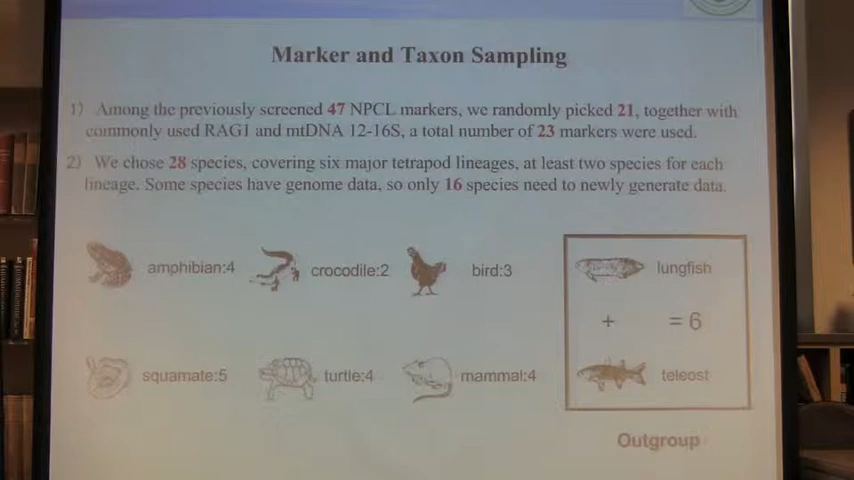 Marker and Taxon Sampling
1) Among the previously screened 47 NPCL markers, we randomly picked 21, together with
commonly used RAG1 and mtDNA 12-16S, a total number of 23 markers were used.
2) We chose 28 species, covering six major tetrapod lineages, at least two species for each
lineage. Some species have genome data, so only 16 species need to newly generate data.
amphibian:4 crocodile:2 bird:3 lungfish
+ = 6
squamate:5 turtle:4 mammal:4 teleost
Outgroup